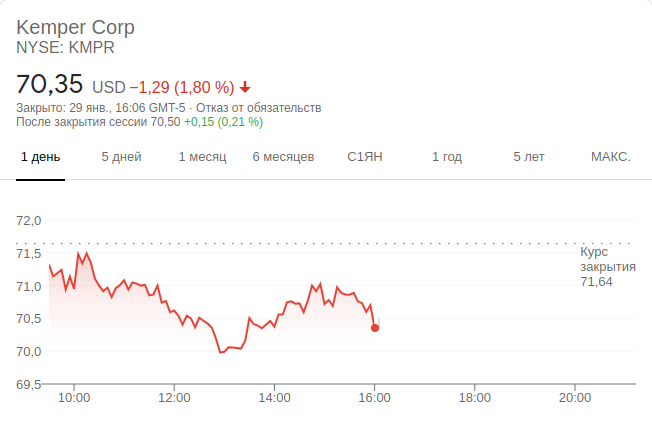 Kemper Corp
NYSE: KMPR
70,35 USD −1,29 (1,80 %)
Закрыто: 29 янв., 16:06 GMT-5 · Отказ от обязательств
После закрытия сессии 70,50 +0,15 (0,21 %)
1 день 5 дней 1 месяц 6 месяцев С1ЯН 1 год 5 лет МАКС.
72,0
71,5
71,0
70,5
70,0
69,5
Курс
закрытия
71,64
10:00 12:00 14:00 16:00 18:00 20:00